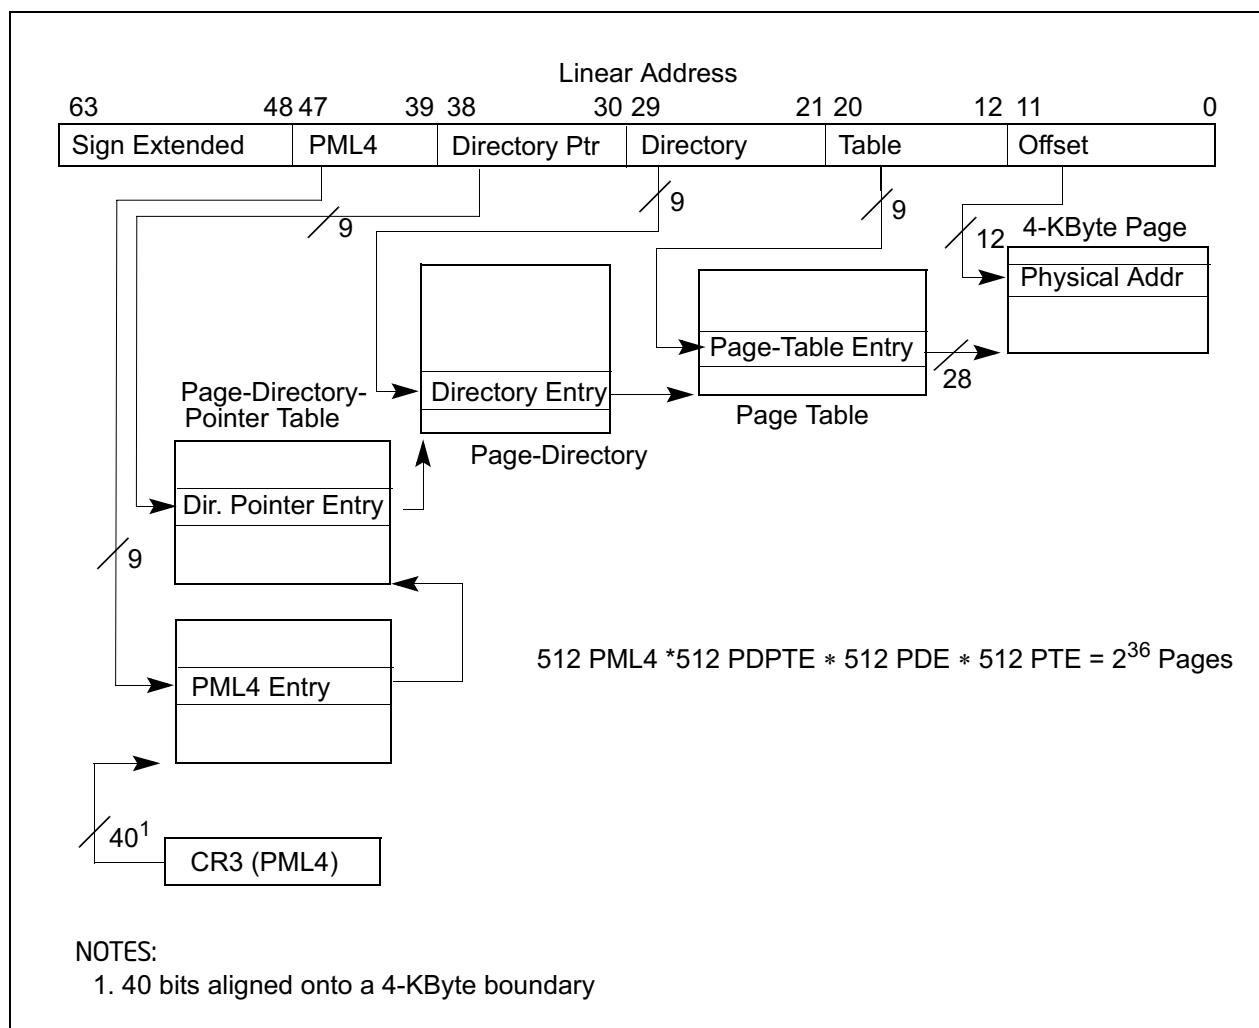 Linear Address
63 48 47 39 38 30 29 21 20 12 11 0
Sign Extended PML4 Directory Ptr Directory Table Offset
9
9
9
12
4-KByte Page
Physical Addr
Page-Table Entry
28
Directory Entry
Page Table
Page-Directory-
Pointer Table
Page-Directory
Dir. Pointer Entry
9
512 PML4 *512 PDPTE * 512 PDE * 512 PTE = 2^36 Pages
PML4 Entry
40^1
CR3 (PML4)
NOTES:
1. 40 bits aligned onto a 4-KByte boundary